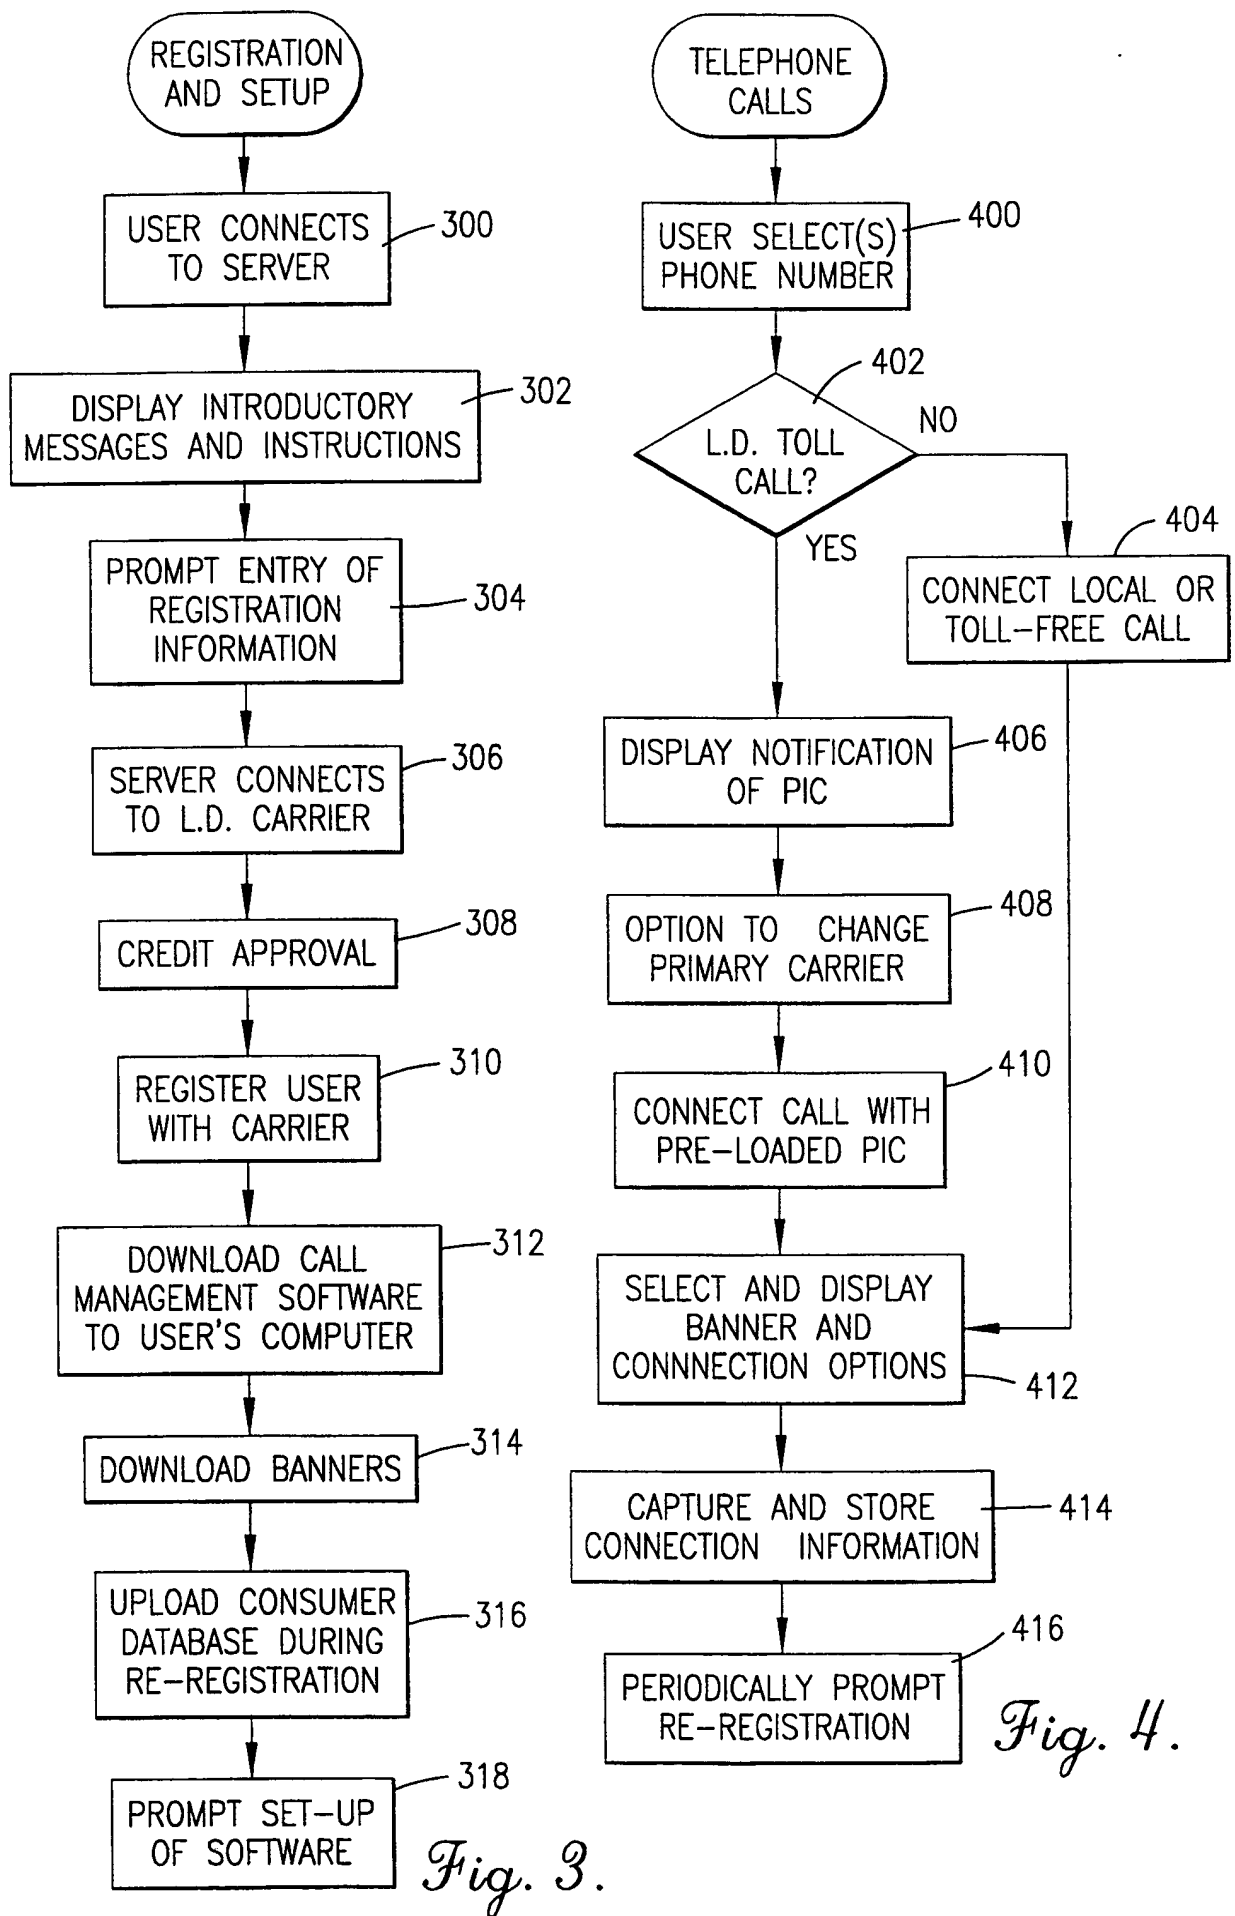 REGISTRATION
AND SETUP
USER CONNECTS
TO SERVER
300
DISPLAY INTRODUCTORY
MESSAGES AND INSTRUCTIONS
302
PROMPT ENTRY OF
REGISTRATION
INFORMATION
304
SERVER CONNECTS
TO L.D. CARRIER
306
CREDIT APPROVAL
308
REGISTER USER
WITH CARRIER
310
DOWNLOAD CALL
MANAGEMENT SOFTWARE
TO USER'S COMPUTER
312
DOWNLOAD BANNERS
314
UPLOAD CONSUMER
DATABASE DURING
RE-REGISTRATION
316
PROMPT SET-UP
OF SOFTWARE
318
Fig. 3.
TELEPHONE
CALLS
USER SELECT(S)
PHONE NUMBER
400
L.D. TOLL
CALL?
402
NO
YES
CONNECT LOCAL OR
TOLL-FREE CALL
404
DISPLAY NOTIFICATION
OF PIC
406
OPTION TO CHANGE
PRIMARY CARRIER
408
CONNECT CALL WITH
PRE-LOADED PIC
410
SELECT AND DISPLAY
BANNER AND
CONNNECTION OPTIONS
412
CAPTURE AND STORE
CONNECTION INFORMATION
414
PERIODICALLY PROMPT
RE-REGISTRATION
416
Fig. 4.